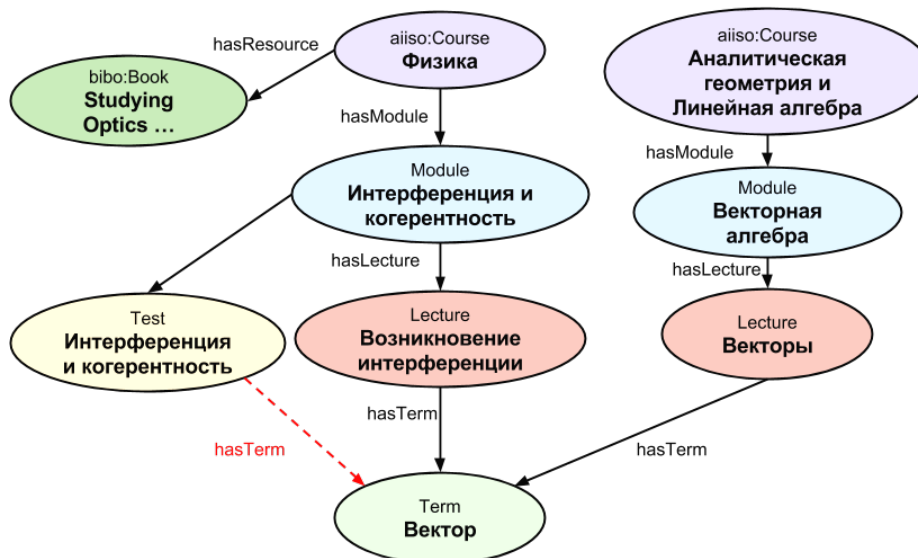 hasResource
aiiso:Course
Физика
aiiso:Course
Аналитическая
геометрия и
Линейная алгебра
bibo:Book
Studying
Optics ...
hasModule
hasModule
Module
Интерференция и
когерентность
Module
Векторная
алгебра
hasLecture
hasLecture
Test
Интерференция
и когерентность
Lecture
Возникновение
интерференции
Lecture
Векторы
hasTerm
hasTerm
hasTerm
Term
Вектор